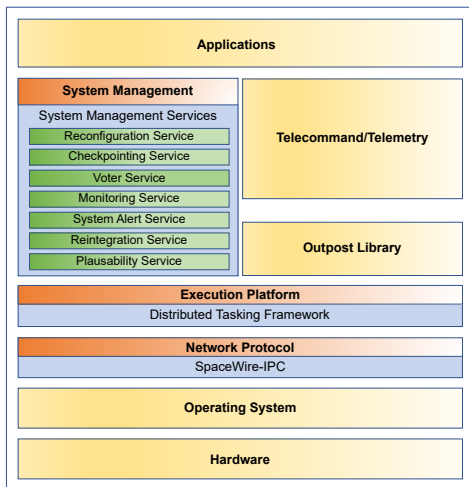 Applications
System Management
System Management Services
Reconfiguration Service
Checkpointing Service
Voter Service
Monitoring Service
System Alert Service
Reintegration Service
Plausability Service
Telecommand/Telemetry
Outpost Library
Execution Platform
Distributed Tasking Framework
Network Protocol
SpaceWire-IPC
Operating System
Hardware